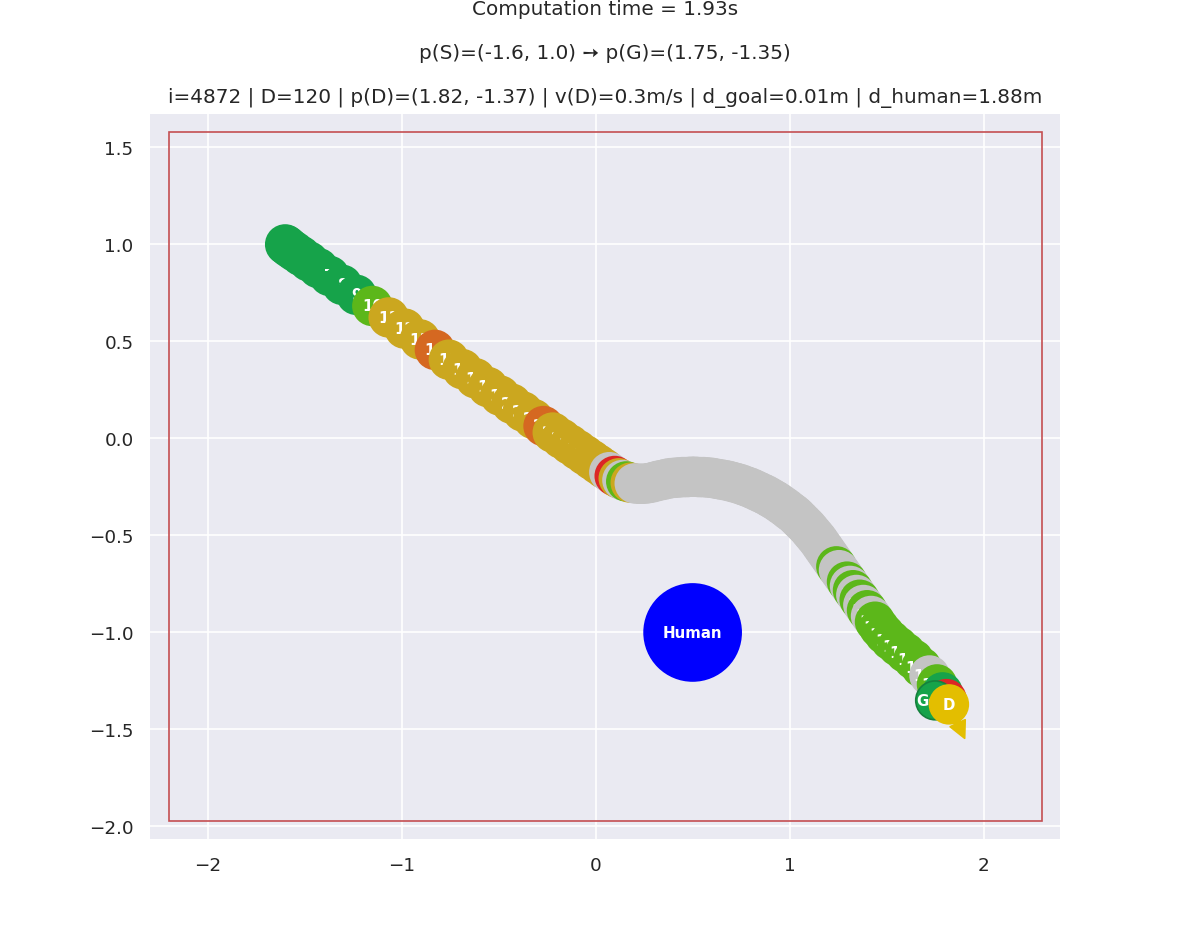 Computation time = 1.93s
p(S)=(-1.6, 1.0) → p(G)=(1.75, -1.35)
i=4872 | D=120 | p(D)=(1.82, -1.37) | v(D)=0.3m/s | d_goal=0.01m | d_human=1.88m
1.5
1.0
0.5
0.0
−0.5
−1.0
−1.5
−2.0
Human
G
D
−2
−1
0
1
2